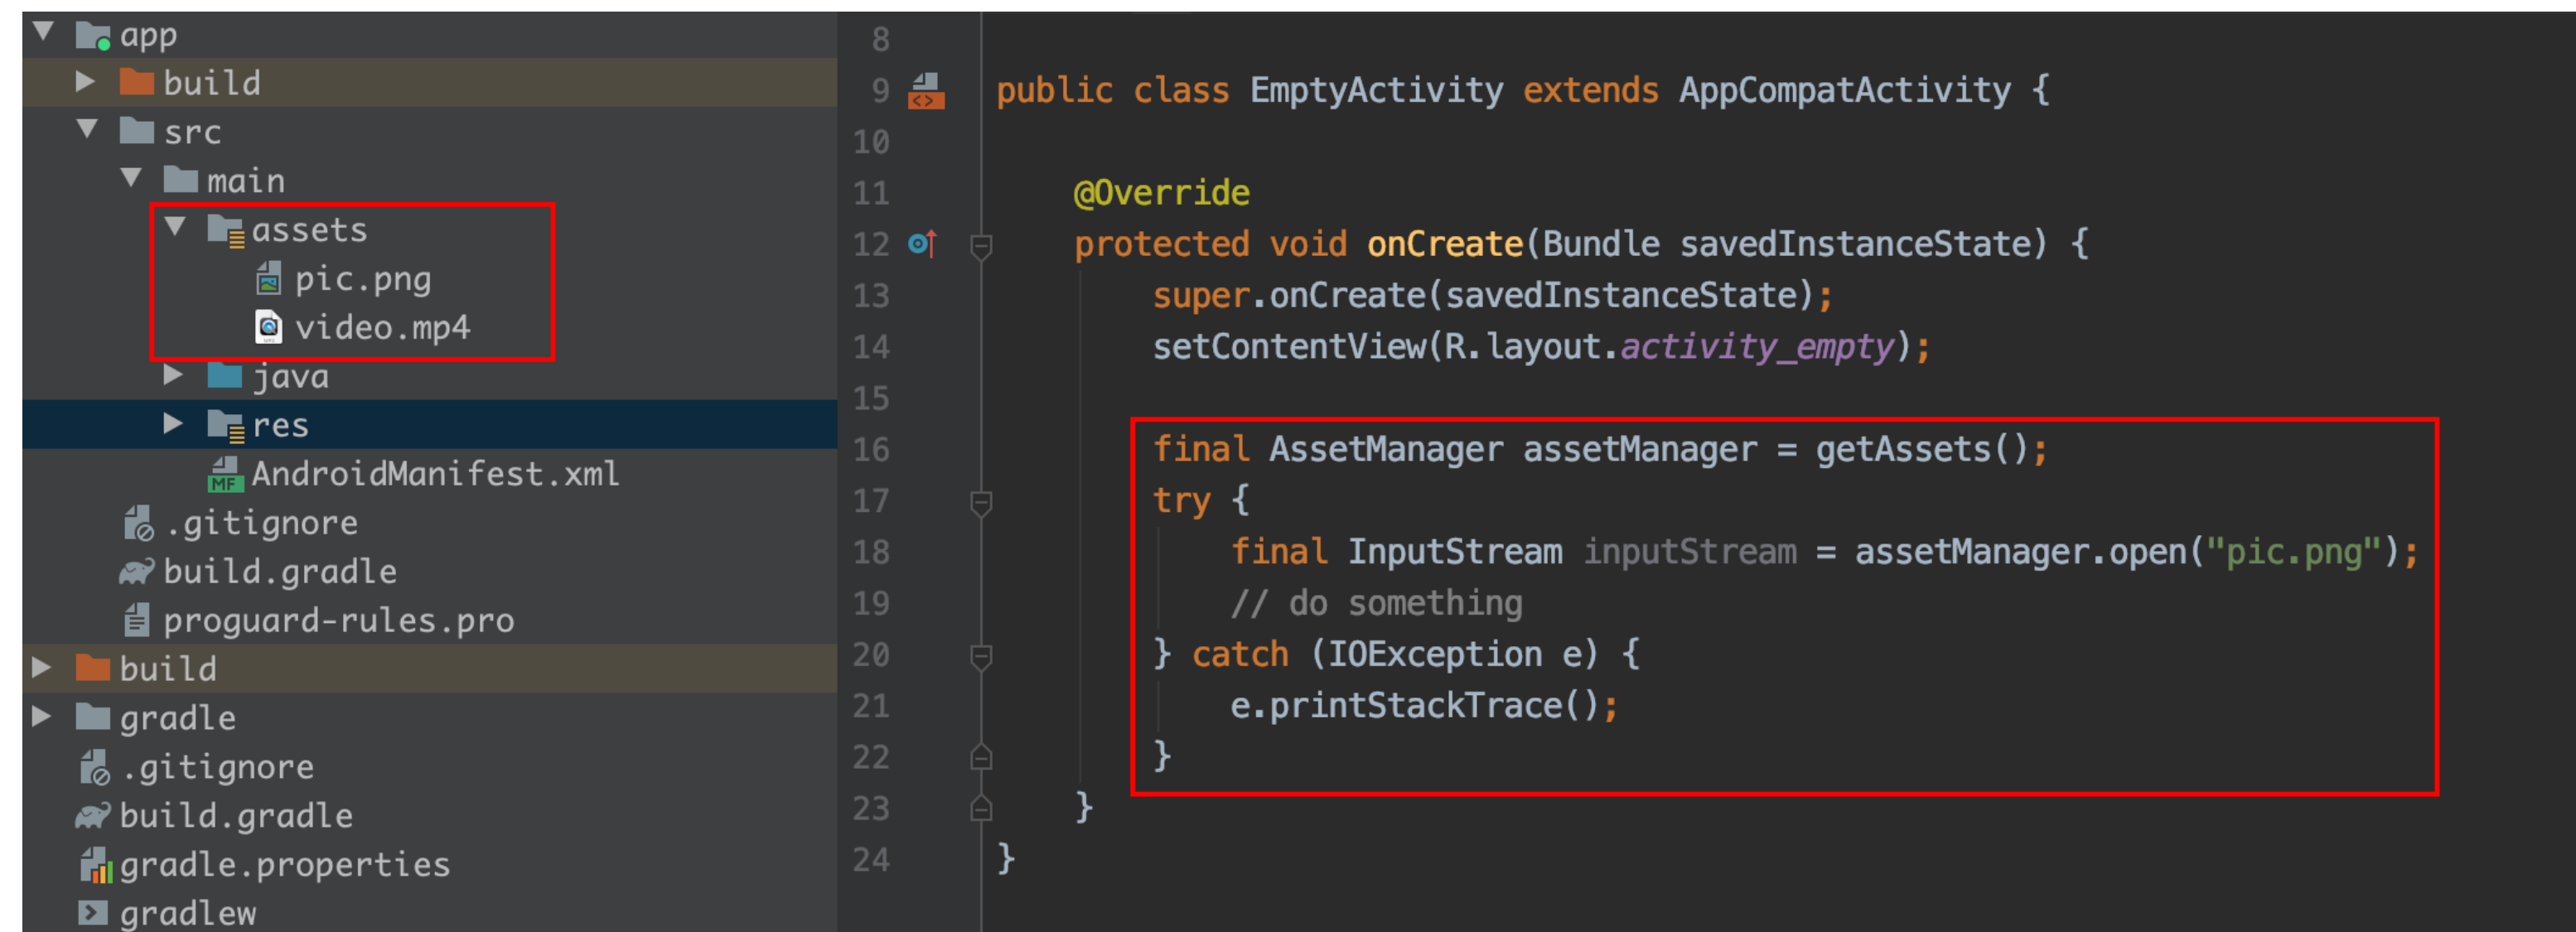 app
build
src
main
assets
pic.png
video.mp4
java
res
MF AndroidManifest.xml
.gitignore
build.gradle
proguard-rules.pro
build
gradle
.gitignore
build.gradle
gradle.properties
gradlew
8
9 public class EmptyActivity extends AppCompatActivity {
10
11 @Override
12 protected void onCreate(Bundle savedInstanceState) {
13 super.onCreate(savedInstanceState);
14 setContentView(R.layout.activity_empty);
15
16 final AssetManager assetManager = getAssets();
17 try {
18 final InputStream inputStream = assetManager.open("pic.png");
19 // do something
20 } catch (IOException e) {
21 e.printStackTrace();
22 }
23 }
24 }